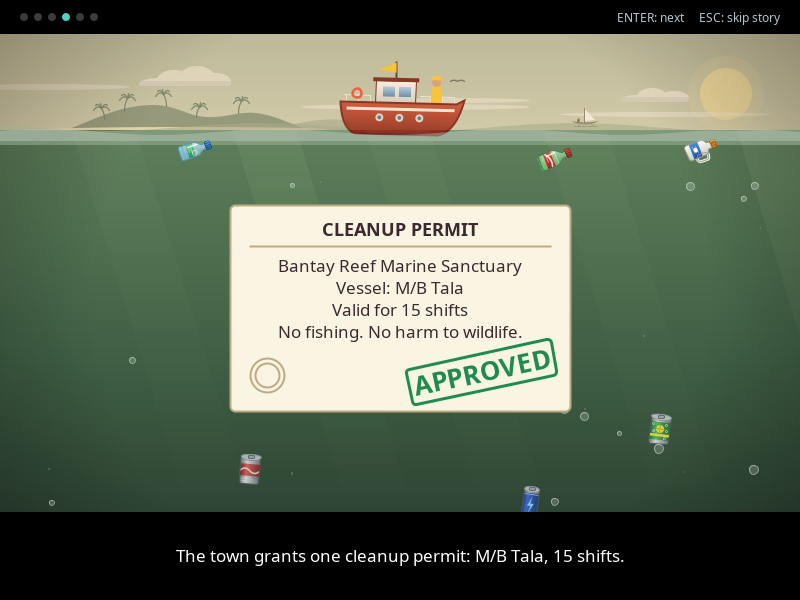 ENTER: next ESC: skip story
CLEANUP PERMIT
Bantay Reef Marine Sanctuary
Vessel: M/B Tala
Valid for 15 shifts
No fishing. No harm to wildlife.
APPROVED
The town grants one cleanup permit: M/B Tala, 15 shifts.